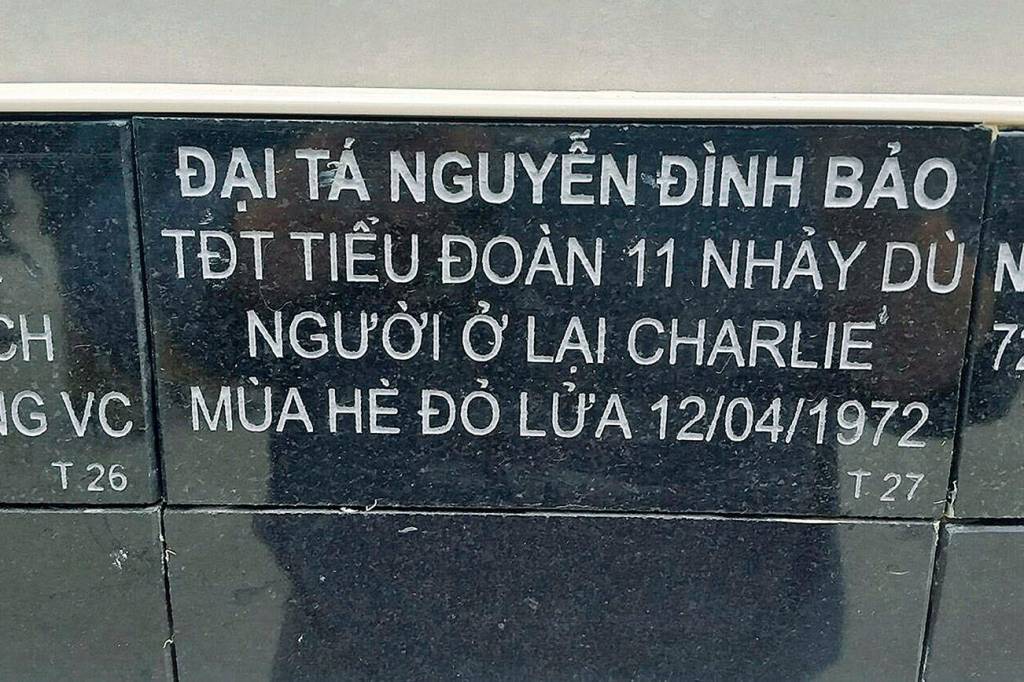 ĐẠI TÁ NGUYỄN ĐÌNH BẢO
TĐT TIỂU ĐOÀN 11 NHẢY DÙ
NGƯỜI Ở LẠI CHARLIE
MÙA HÈ ĐỎ LỬA 12/04/1972
T 27
CH
NG VC
T 26
N
72